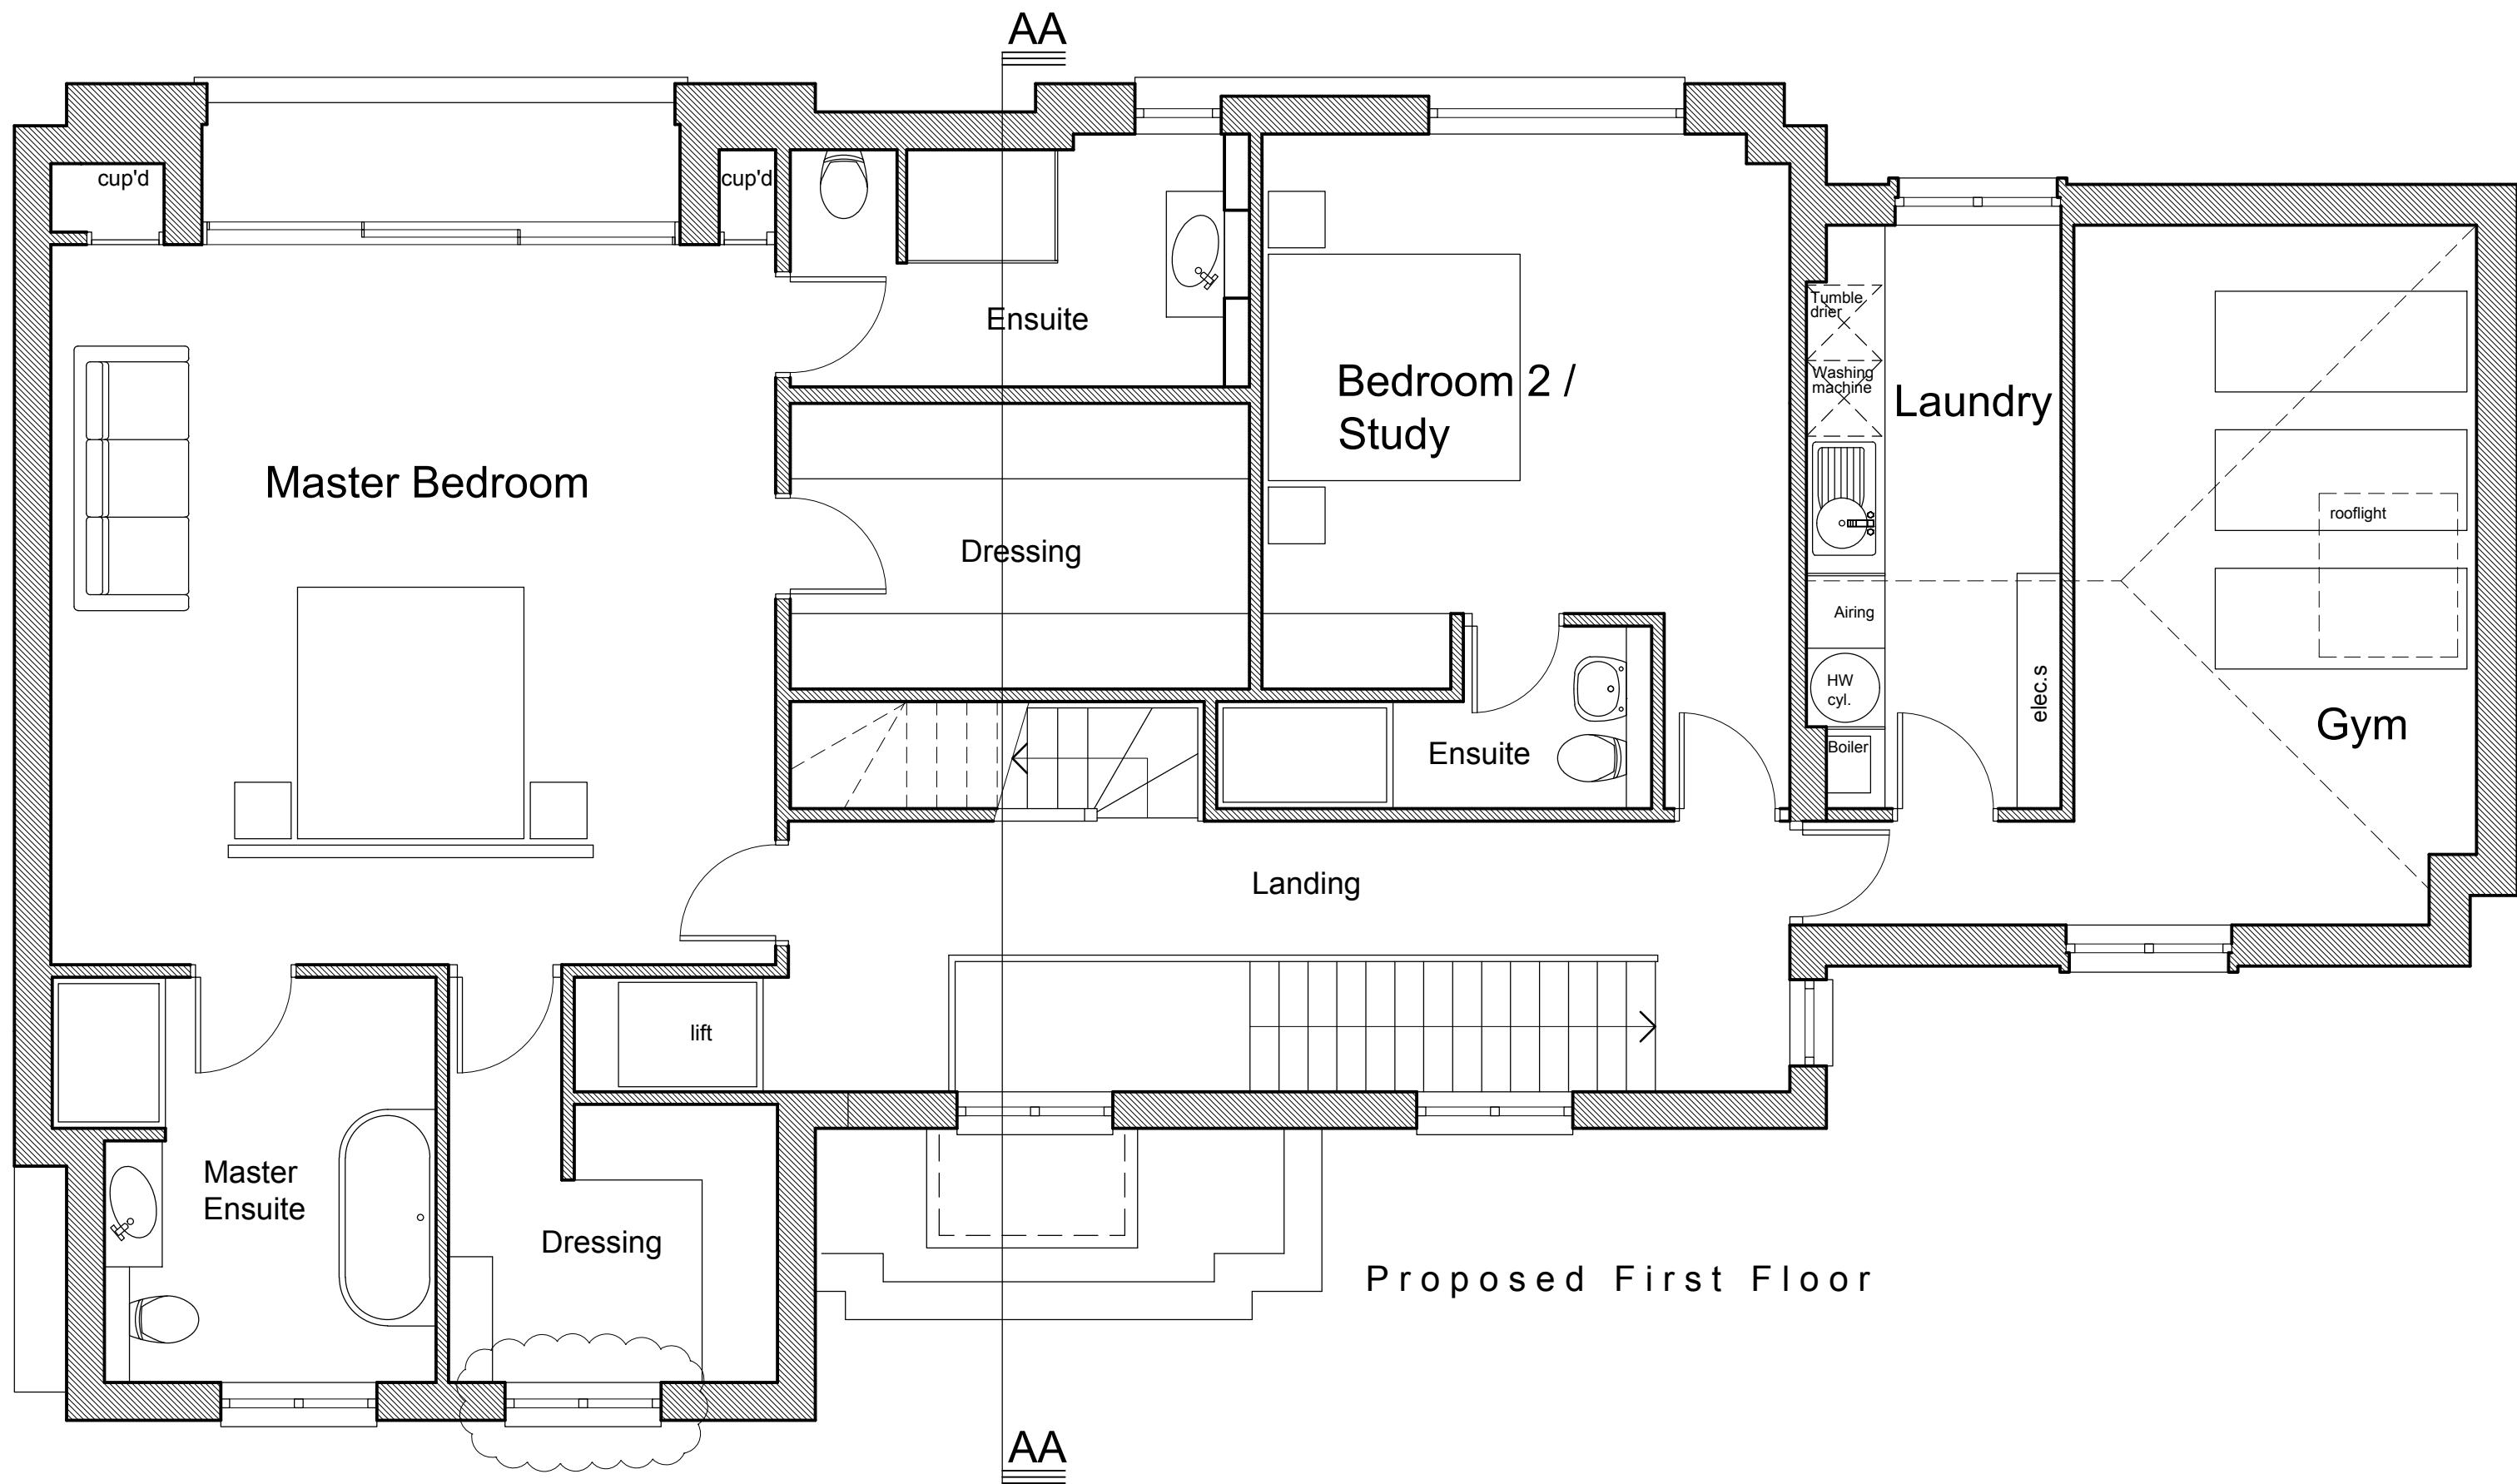 AA
cup'd
cup'd
Ensuite
Tumble
drier
Bedroom 2 /
Study
Washing
machine
Laundry
Master Bedroom
rooflight
Dressing
Airing
HW
cyl.
elec.s
Gym
Ensuite
Boiler
Landing
lift
Master
Ensuite
Dressing
Proposed First Floor
AA